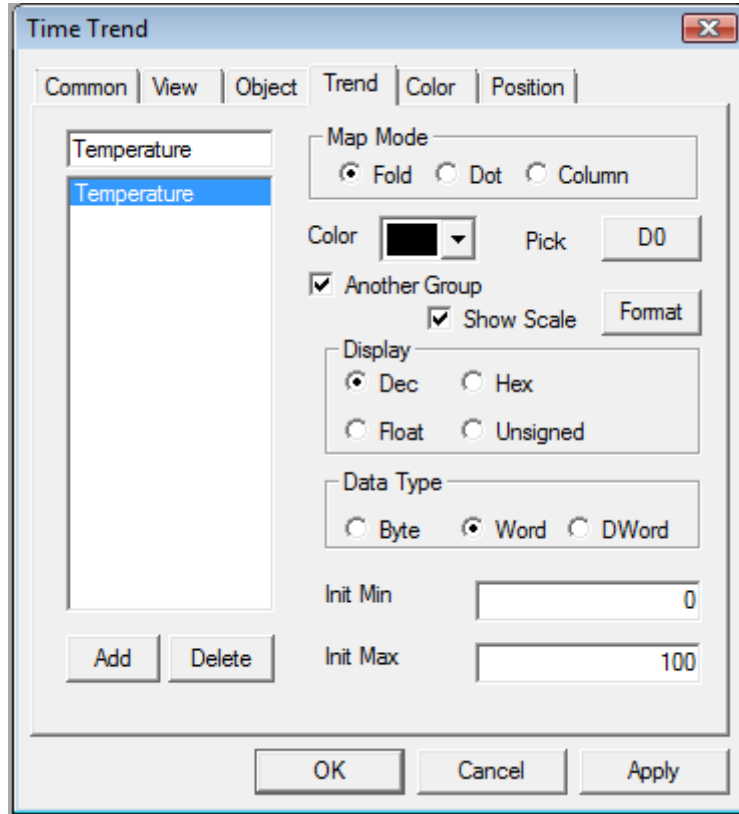 Time Trend
Common View Object Trend Color Position
Temperature
Temperature
Map Mode
Fold Dot Column
Color Pick D0
Another Group
Show Scale Format
Display
Dec Hex
Float Unsigned
Data Type
Byte Word DWord
Init Min 0
Add Delete Init Max 100
OK Cancel Apply